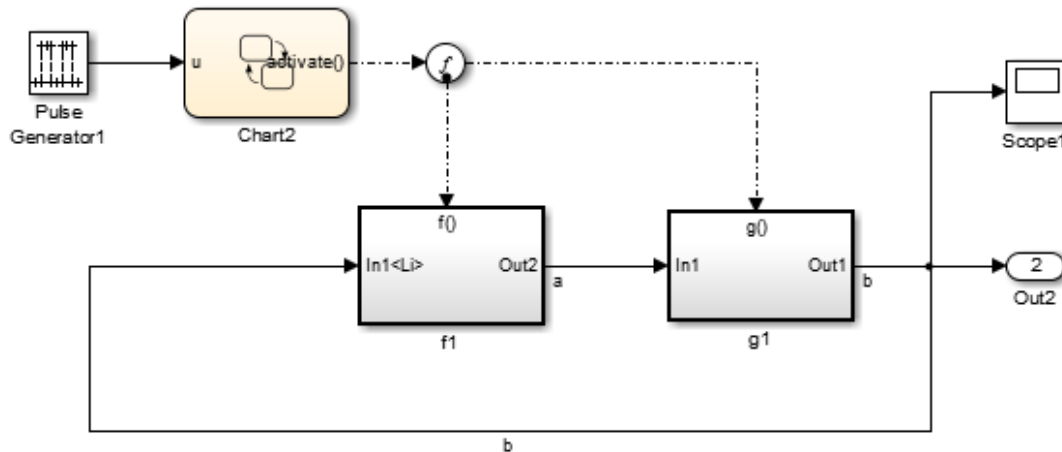 u
activate()
f
Pulse
Generator1
Chart2
Scope1
f()
g()
In1<Li>
Out2
a
In1
Out1
b
2
Out2
f1
g1
b